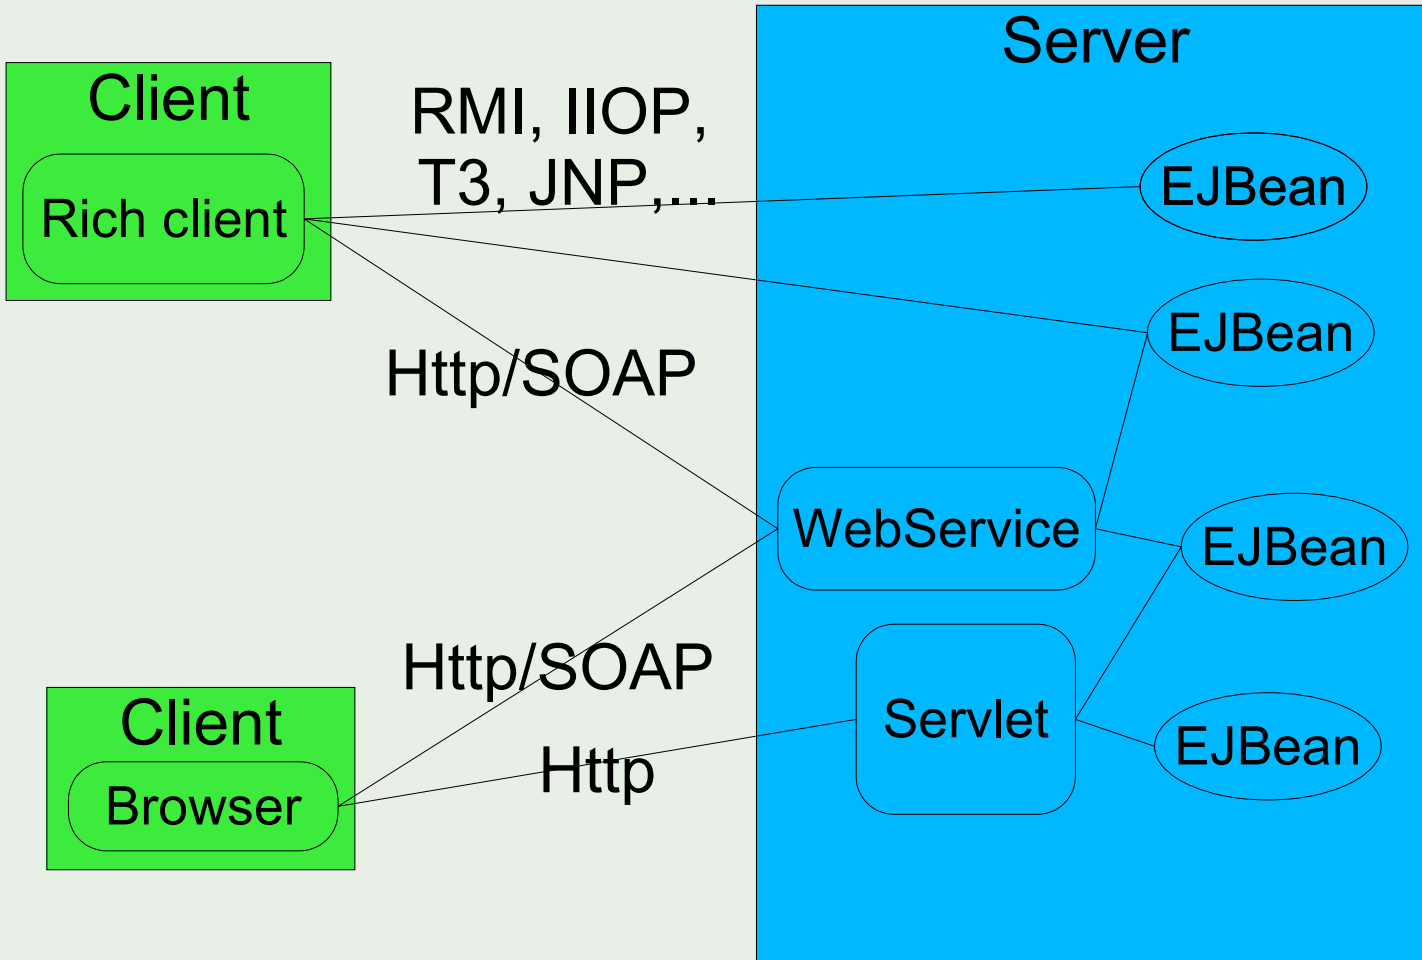 Server
Client
RMI, IIOP,
T3, JNP,...
Rich client
EJBean
EJBean
Http/SOAP
WebService
EJBean
Http/SOAP
Client
Servlet
EJBean
Http
Browser